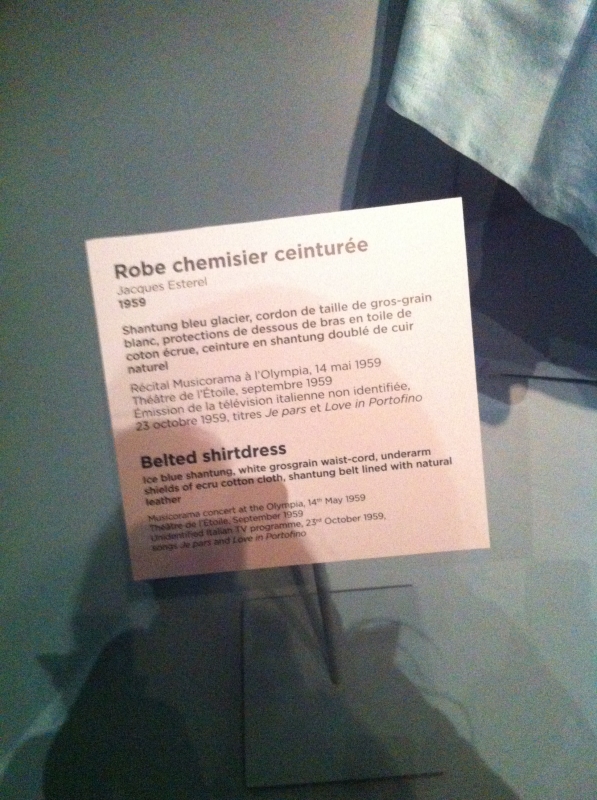 Robe chemisier ceinturée
Jacques Esterel
1959
Shantung bleu glacier, cordon de taille de gros-grain
blanc, protections de dessous de bras en toile de
coton écrue, ceinture en shantung doublé de cuir
naturel
Récital Musicorama à l'Olympia, 14 mai 1959
Théâtre de l'Étoile, septembre 1959
Émission de la télévision italienne non identifiée,
23 octobre 1959, titres Je pars et Love in Portofino
Belted shirtdress
Ice blue shantung, white grosgrain waist-cord, underarm
shields of ecru cotton cloth, shantung belt lined with natural
leather
Musicorama concert at the Olympia, 14th May 1959
Théâtre de l'Étoile, September 1959
Unidentified Italian TV programme, 23rd October 1959,
songs Je pars and Love in Portofino